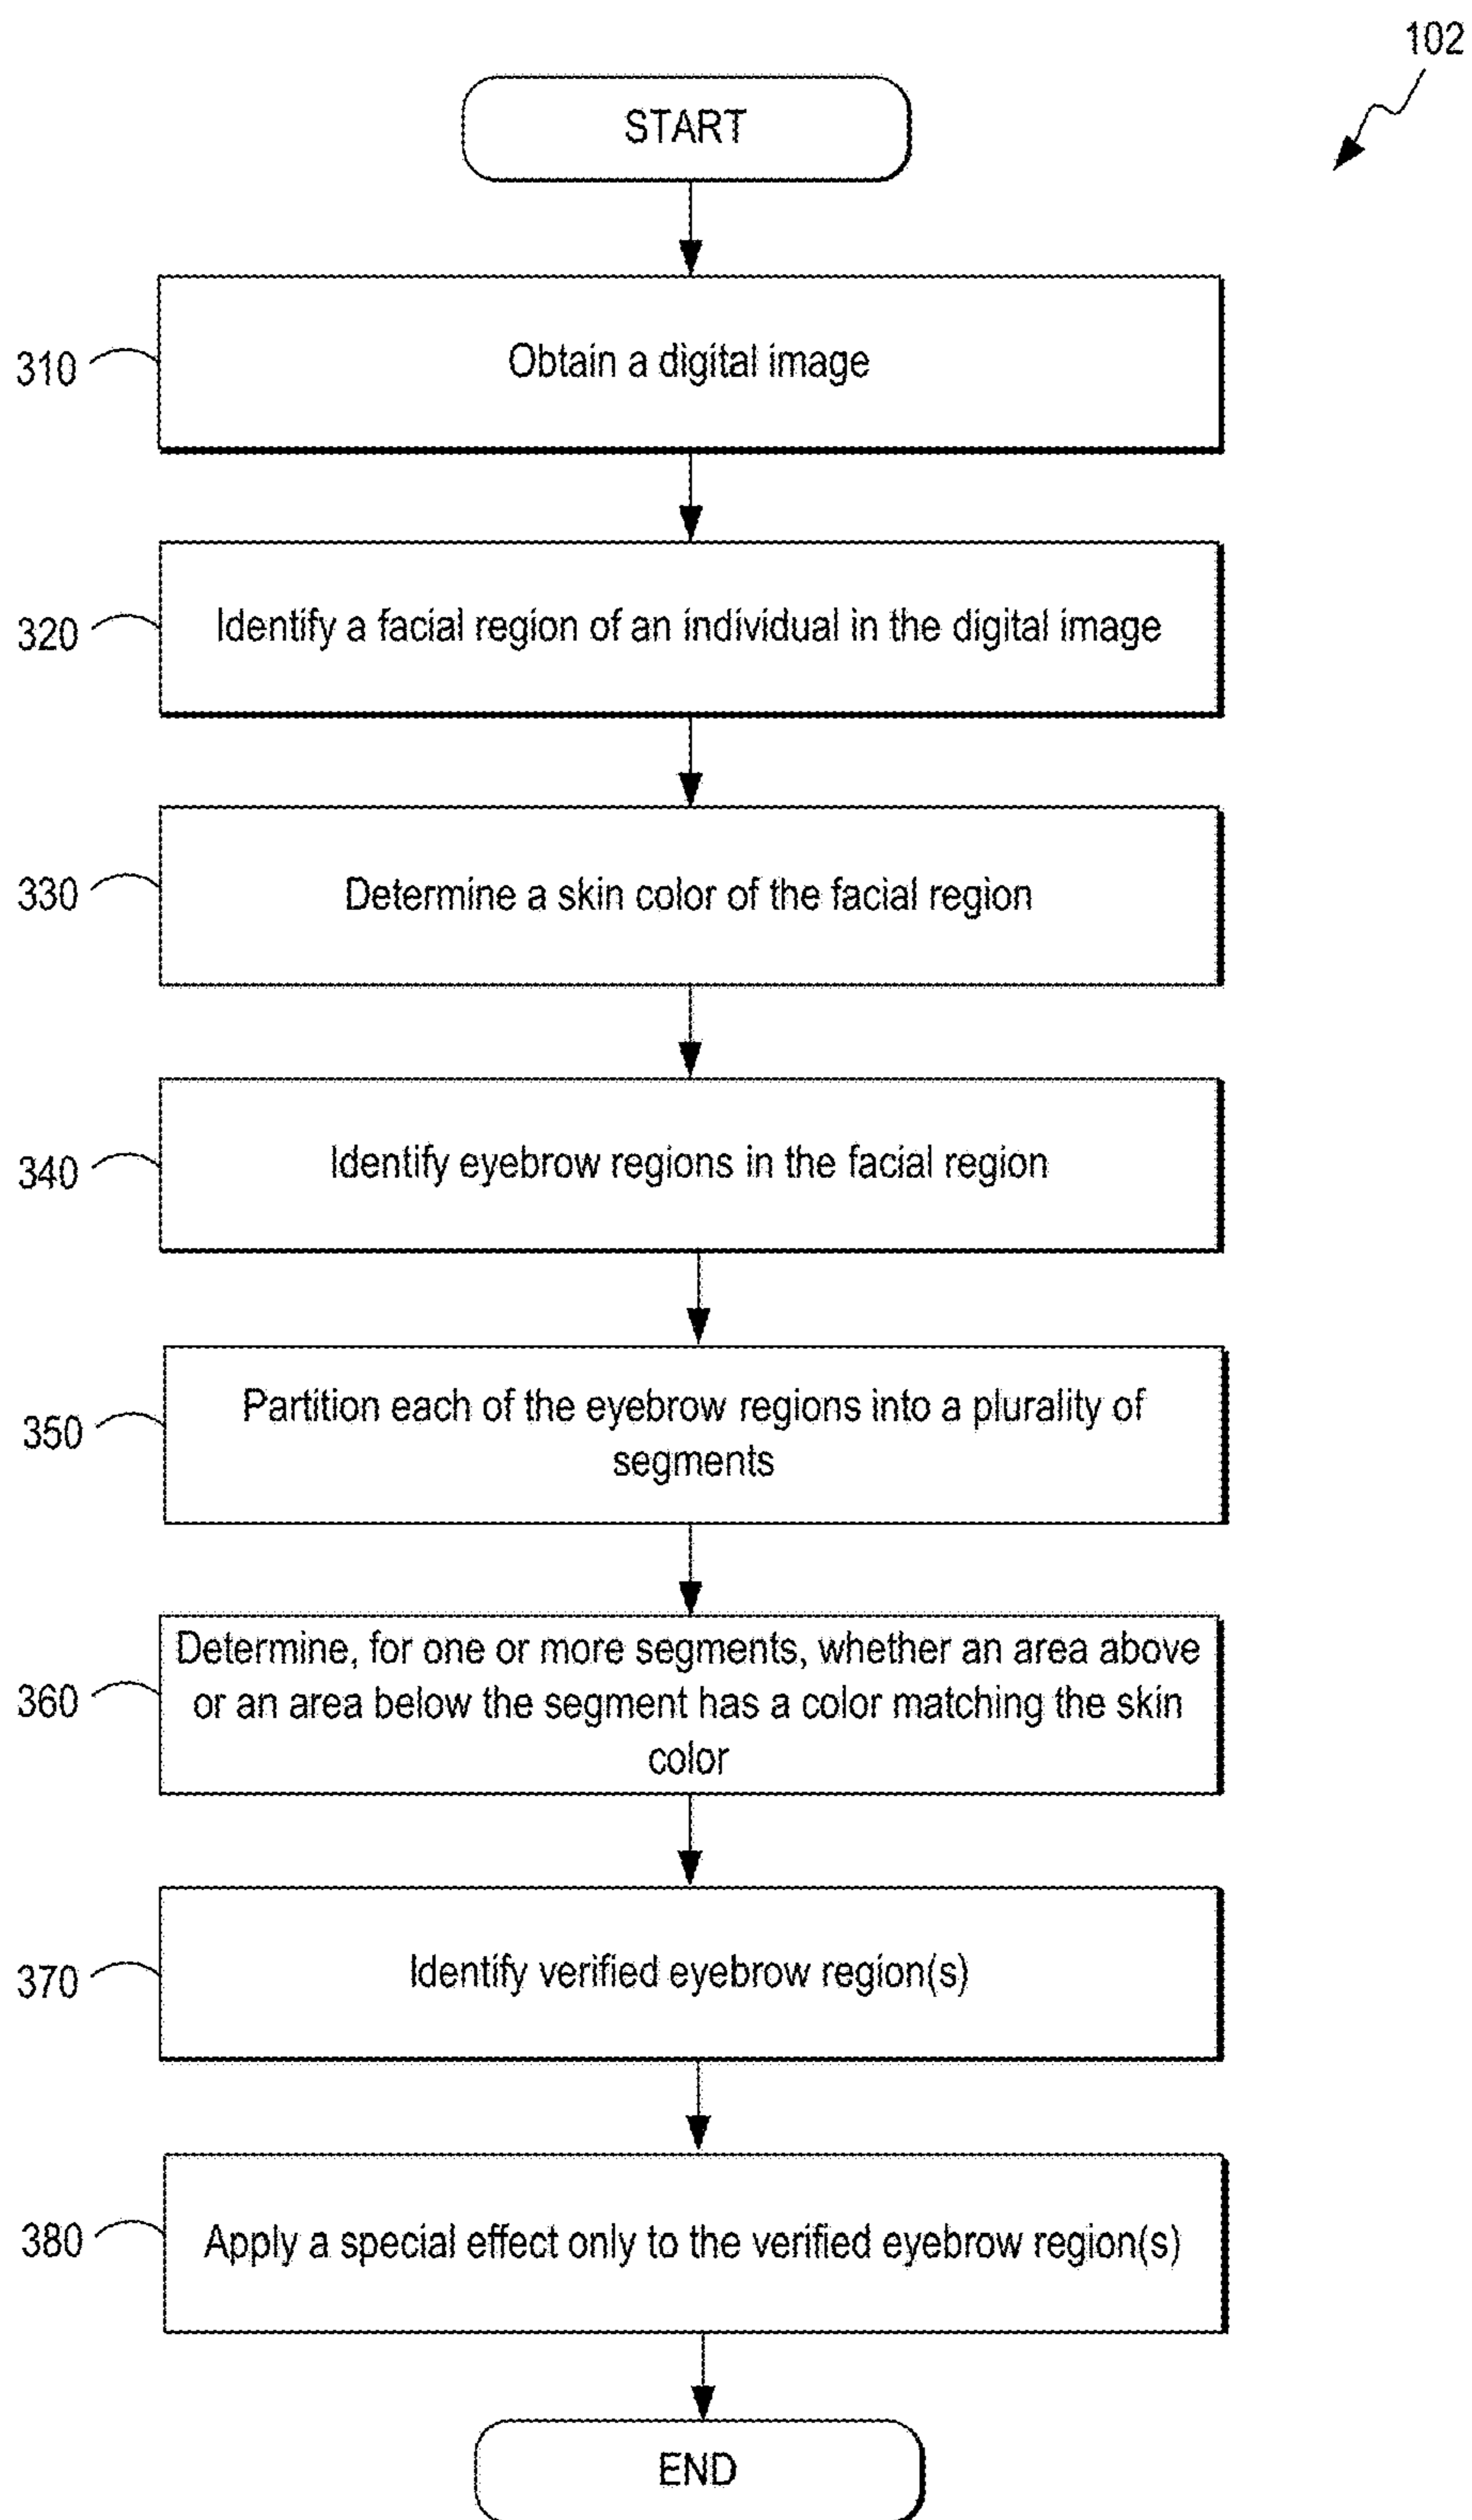 102
START
310
Obtain a digital image
320
Identify a facial region of an individual in the digital image
330
Determine a skin color of the facial region
340
Identify eyebrow regions in the facial region
350
Partition each of the eyebrow regions into a plurality of
segments
360
Determine, for one or more segments, whether an area above
or an area below the segment has a color matching the skin
color
370
Identify verified eyebrow region(s)
380
Apply a special effect only to the verified eyebrow region(s)
END